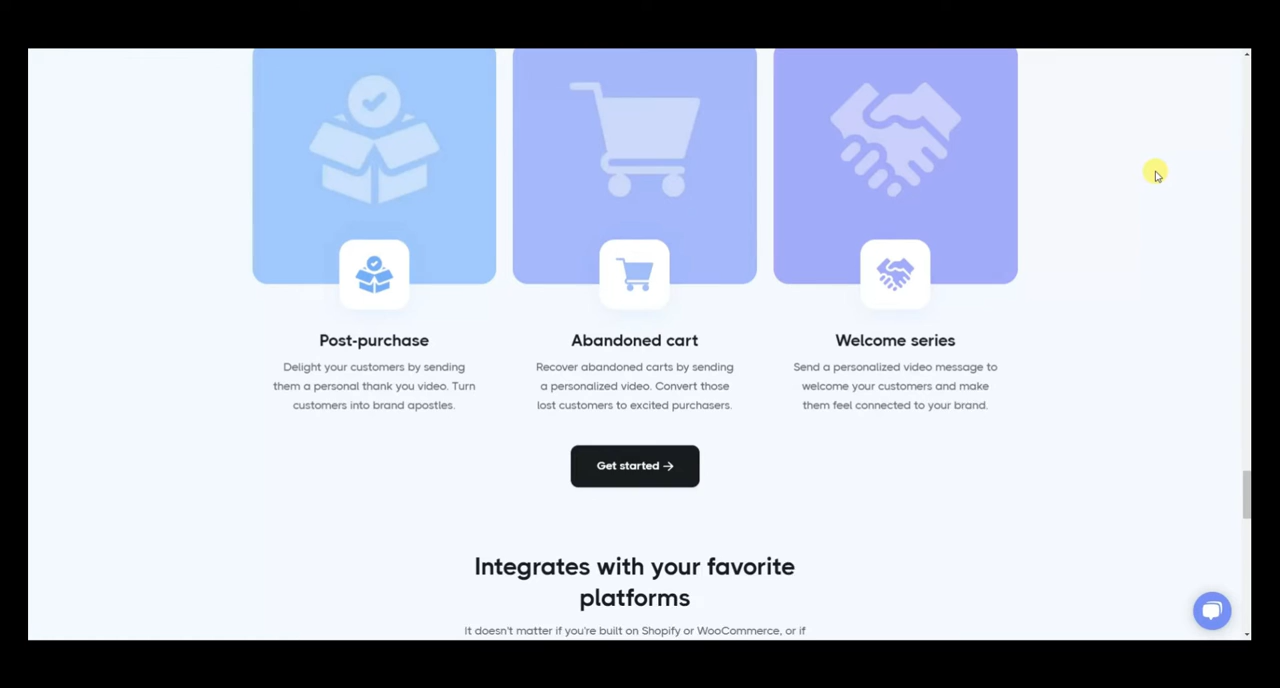 Post-purchase
Delight your customers by sending
them a personal thank you video. Turn
customers into brand apostles.
Abandoned cart
Recover abandoned carts by sending
a personalized video. Convert those
lost customers to excited purchasers.
Welcome series
Send a personalized video message to
welcome your customers and make
them feel connected to your brand.
Get started →
Integrates with your favorite
platforms
It doesn't matter if you're built on Shopify or WooCommerce, or if